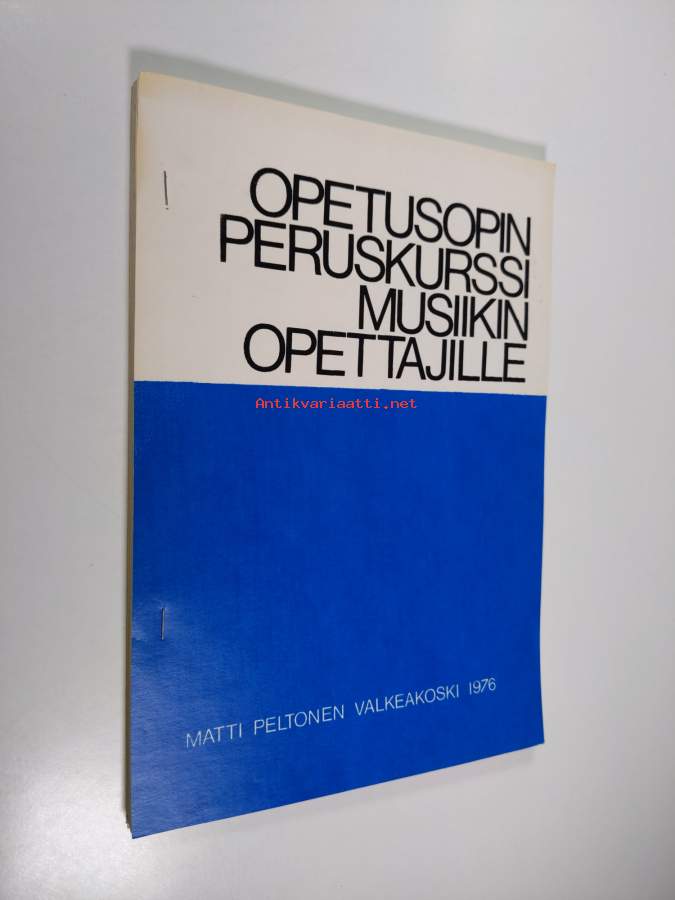 OPETUSOPIN
PERUSKURSSI
MUSIIKIN
OPETTAJILLE
Antikvariaatti.net
MATTI PELTONEN VALKEAKOSKI 1976